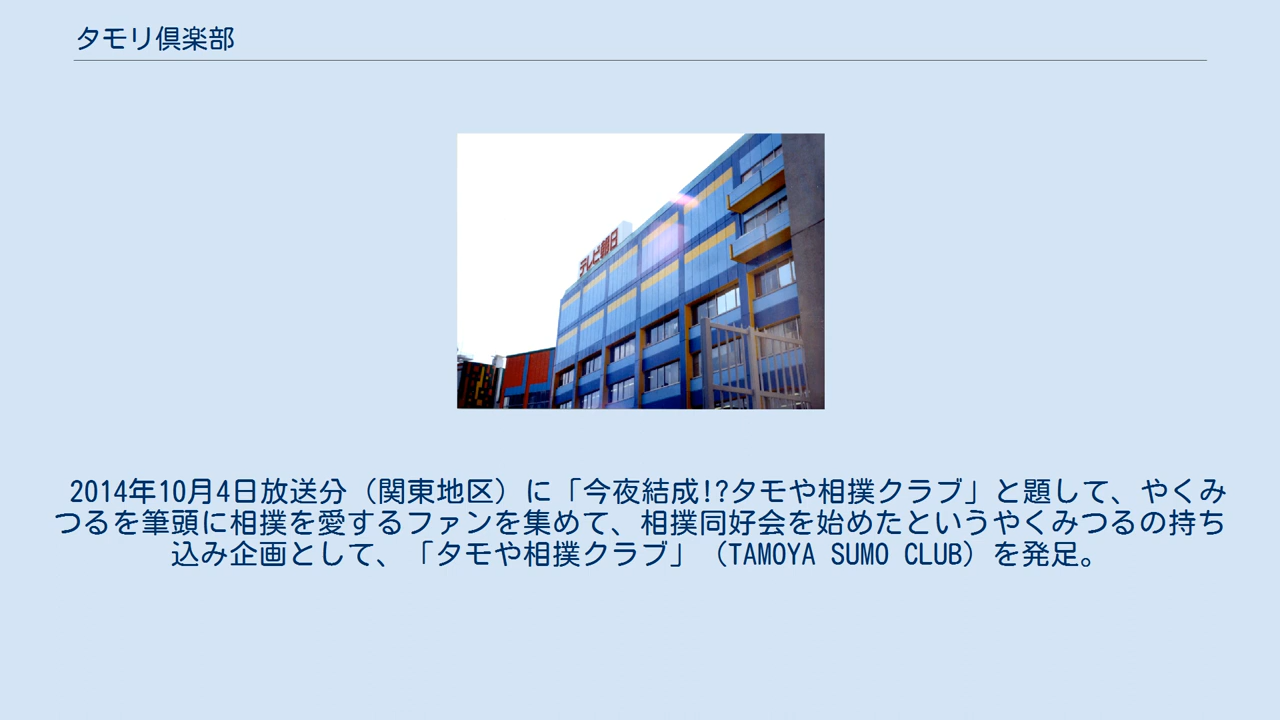 タモリ倶楽部
テレビ朝日
2014年10月4日放送分（関東地区）に「今夜結成!?タモや相撲クラブ」と題して、やくみ
つるを筆頭に相撲を愛するファンを集めて、相撲同好会を始めたというやくみつるの持ち
込み企画として、「タモや相撲クラブ」（TAMOYA SUMO CLUB）を発足。